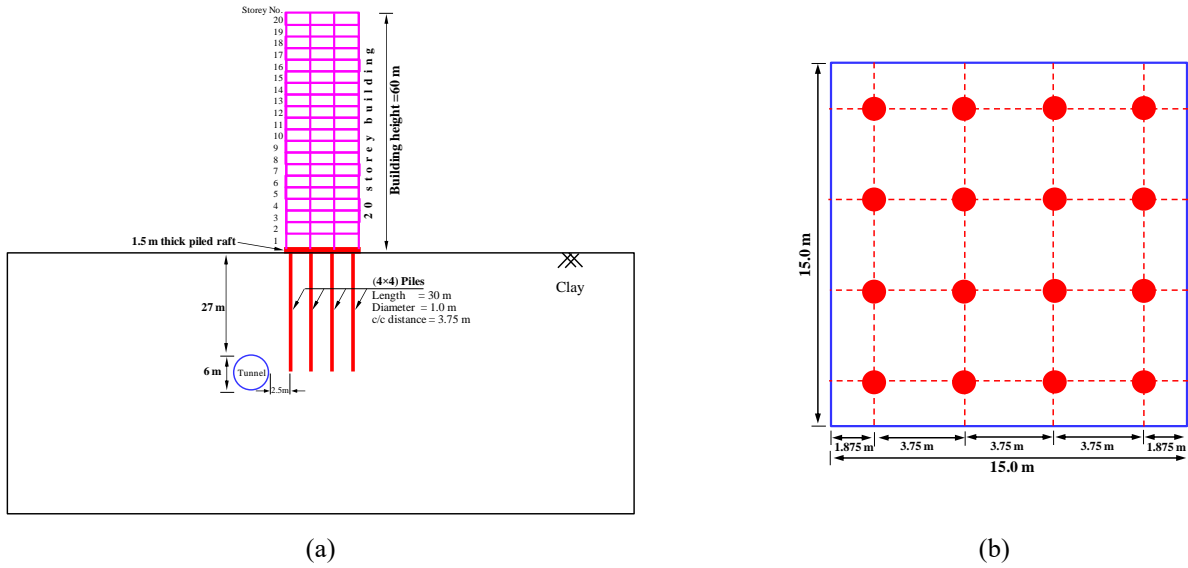 Storey No.
20
19
18
17
16
15
14
13
12
11
10
9
8
7
6
5
4
3
2
1
20 storey building
Building height =60 m
1.5 m thick piled raft
(4×4) Piles
Length = 30 m
Diameter = 1.0 m
c/c distance = 3.75 m
Clay
27 m
6 m
Tunnel
2.5m
(a)
15.0 m
1.875 m
3.75 m
3.75 m
3.75 m
1.875 m
15.0 m
(b)